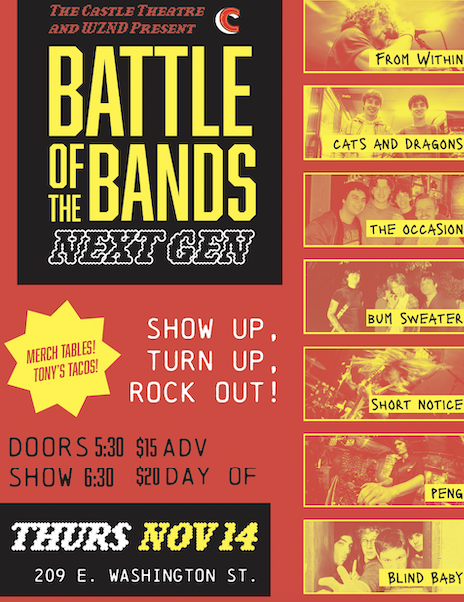 The Castle Theatre
and WZND Present
BATTLE
OF THE BANDS
NEXT GEN
MERCH TABLES!
TONY'S TACOS!
SHOW UP,
TURN UP,
ROCK OUT!
DOORS 5:30 $15 ADV
SHOW 6:30 $20 DAY OF
THURS NOV 14
209 E. WASHINGTON ST.
FROM WITHIN
CATS AND DRAGONS
THE OCCASION
BUM SWEATER
SHORT NOTICE
PENG
BLIND BABY